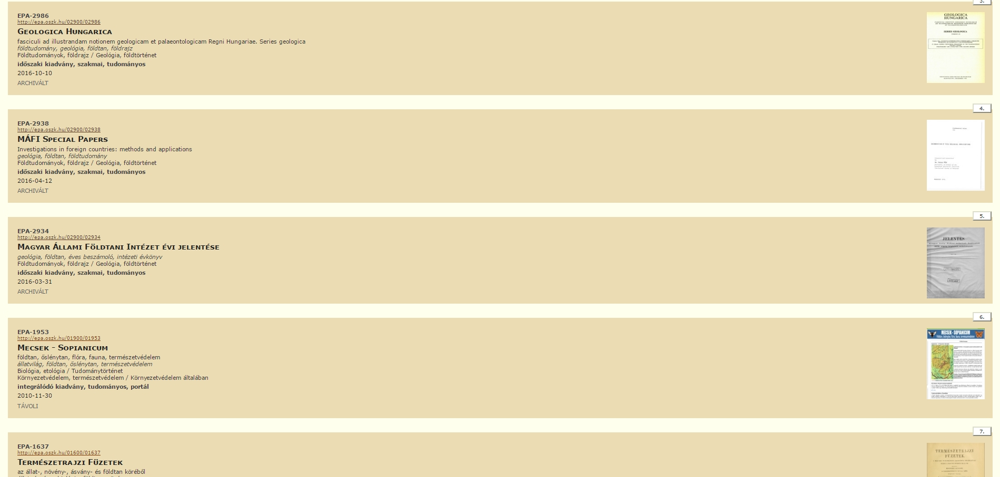 3.
EPA-2986
http://epa.oszk.hu/02900/02986
Geologica Hungarica
fasciculi ad illustrandam notionem geologicam et palaeontologicam Regni Hungariae. Series geologica
földtudomány, geológia, földtan, földrajz
Földtudományok, földrajz / Geológia, földtörténet
időszaki kiadvány, szakmai, tudományos
2016-10-10
ARCHIVÁLT
GEOLOGICA
HUNGARICA
SERIES GEOLOGICA
4.
EPA-2938
http://epa.oszk.hu/02900/02938
MÁFI Special Papers
Investigations in foreign countries: methods and applications
geológia, földtan, földtudomány
Földtudományok, földrajz / Geológia, földtörténet
időszaki kiadvány, szakmai, tudományos
2016-04-12
ARCHIVÁLT
5.
EPA-2934
http://epa.oszk.hu/02900/02934
Magyar Állami Földtani Intézet évi jelentése
geológia, földtan, éves beszámoló, intézeti évkönyv
Földtudományok, földrajz / Geológia, földtörténet
időszaki kiadvány, szakmai, tudományos
2016-03-31
ARCHIVÁLT
JELENTÉS
6.
EPA-1953
http://epa.oszk.hu/01900/01953
Mecsek - Sopianicum
földtan, őslénytan, flóra, fauna, természetvédelem
állatvilág, földtan, őslénytan, természetvédelem
Biológia, etológia / Tudománytörténet
Környezetvédelem, természetvédelem / Környezetvédelem általában
integrálódó kiadvány, tudományos, portál
2010-11-30
TÁVOLI
MECSEK - SOPIANICUM
Földtan, őslénytan, flóra, fauna, természetvédelem
7.
EPA-1637
http://epa.oszk.hu/01600/01637
Természetrajzi Füzetek
az állat-, növény-, ásvány- és földtan köréből
TERMÉSZETRAJZI
FÜZETEK.